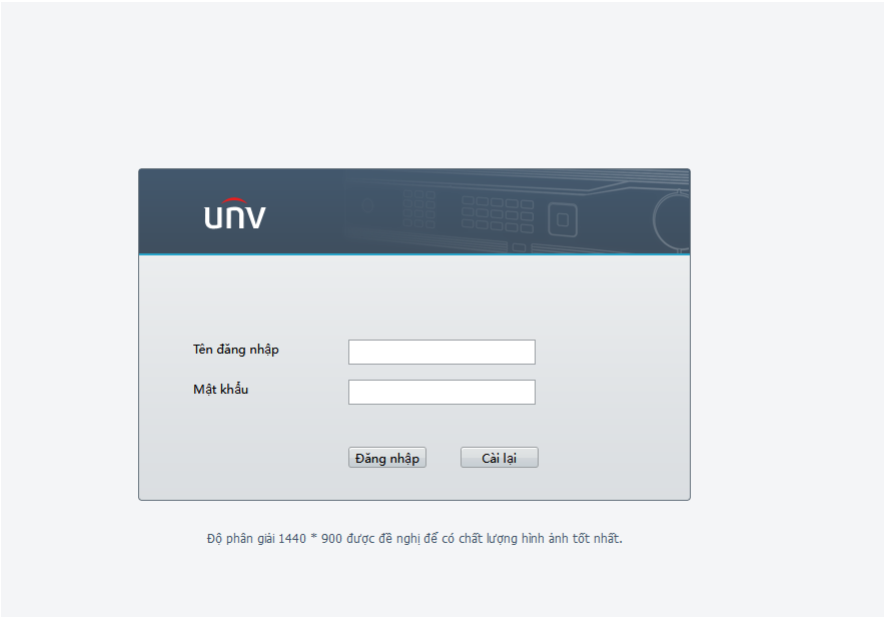 unv
Tên đăng nhập
Mật khẩu
Đăng nhập Cài lại
Độ phân giải 1440 * 900 được đề nghị để có chất lượng hình ảnh tốt nhất.